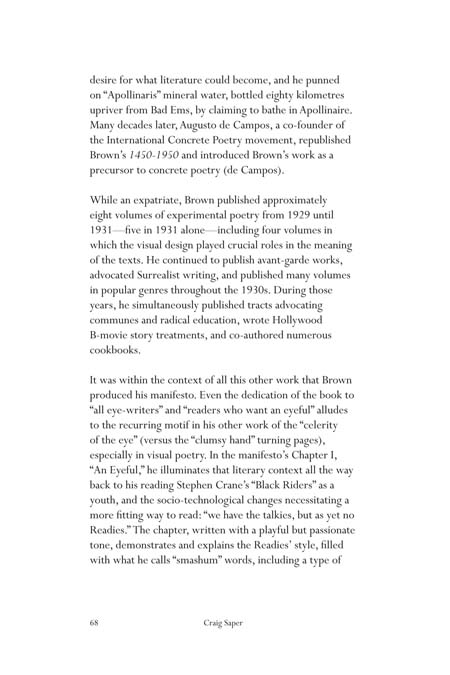 desire for what literature could become, and he punned
on “Apollinaris” mineral water, bottled eighty kilometres
upriver from Bad Ems, by claiming to bathe in Apollinaire.
Many decades later, Augusto de Campos, a co-founder of
the International Concrete Poetry movement, republished
Brown’s 1450-1950 and introduced Brown’s work as a
precursor to concrete poetry (de Campos).
While an expatriate, Brown published approximately
eight volumes of experimental poetry from 1929 until
1931—five in 1931 alone—including four volumes in
which the visual design played crucial roles in the meaning
of the texts. He continued to publish avant-garde works,
advocated Surrealist writing, and published many volumes
in popular genres throughout the 1930s. During those
years, he simultaneously published tracts advocating
communes and radical education, wrote Hollywood
B-movie story treatments, and co-authored numerous
cookbooks.
It was within the context of all this other work that Brown
produced his manifesto. Even the dedication of the book to
“all eye-writers” and “readers who want an eyeful” alludes
to the recurring motif in his other work of the “celerity
of the eye” (versus the “clumsy hand” turning pages),
especially in visual poetry. In the manifesto’s Chapter I,
“An Eyeful,” he illuminates that literary context all the way
back to his reading Stephen Crane’s “Black Riders” as a
youth, and the socio-technological changes necessitating a
more fitting way to read: “we have the talkies, but as yet no
Readies.” The chapter, written with a playful but passionate
tone, demonstrates and explains the Readies’ style, filled
with what he calls “smashum” words, including a type of
68 Craig Saper